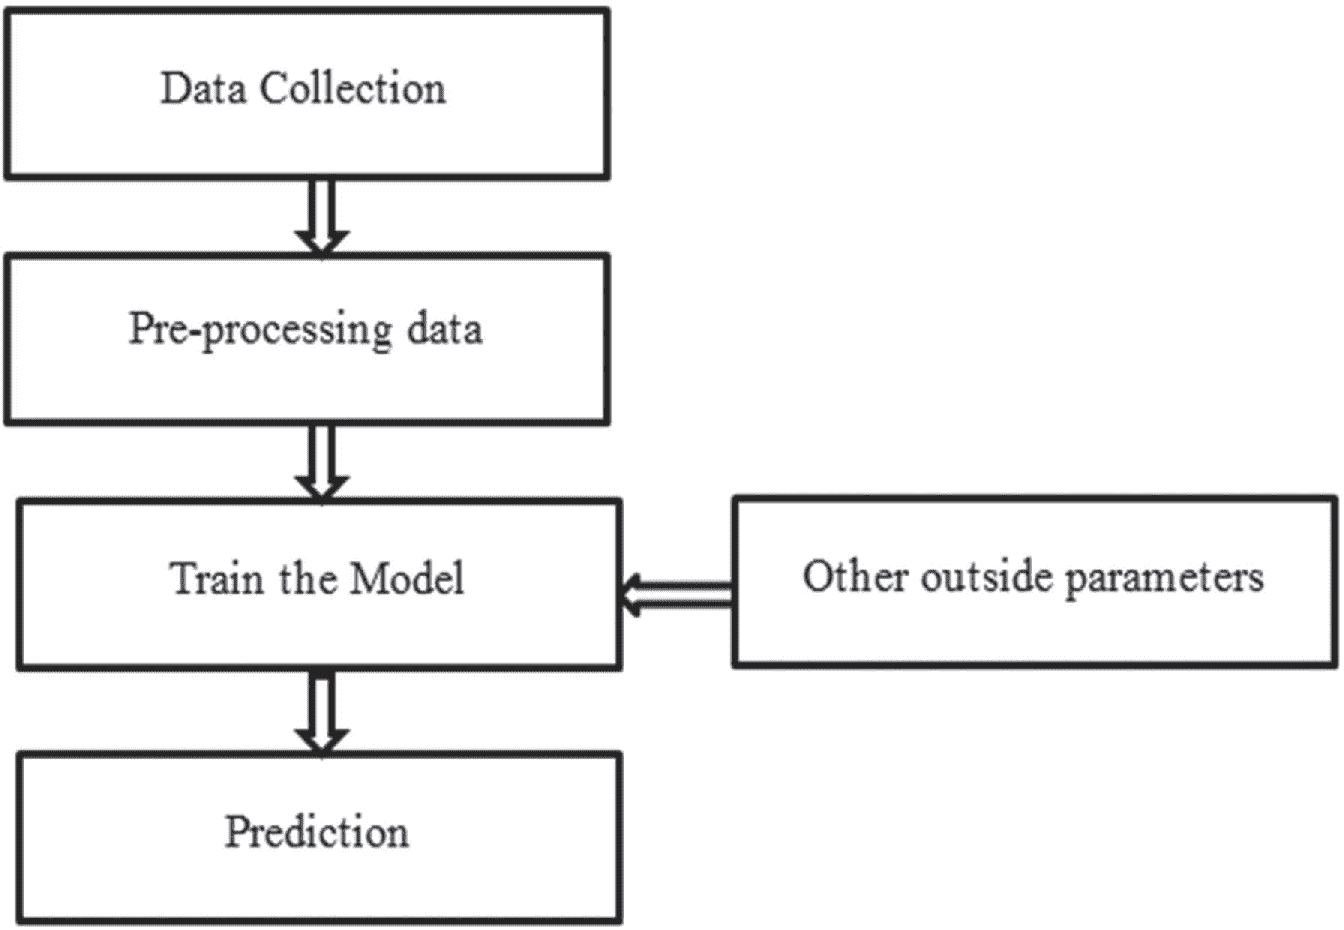 Data Collection
Pre-processing data
Train the Model
Other outside parameters
Prediction